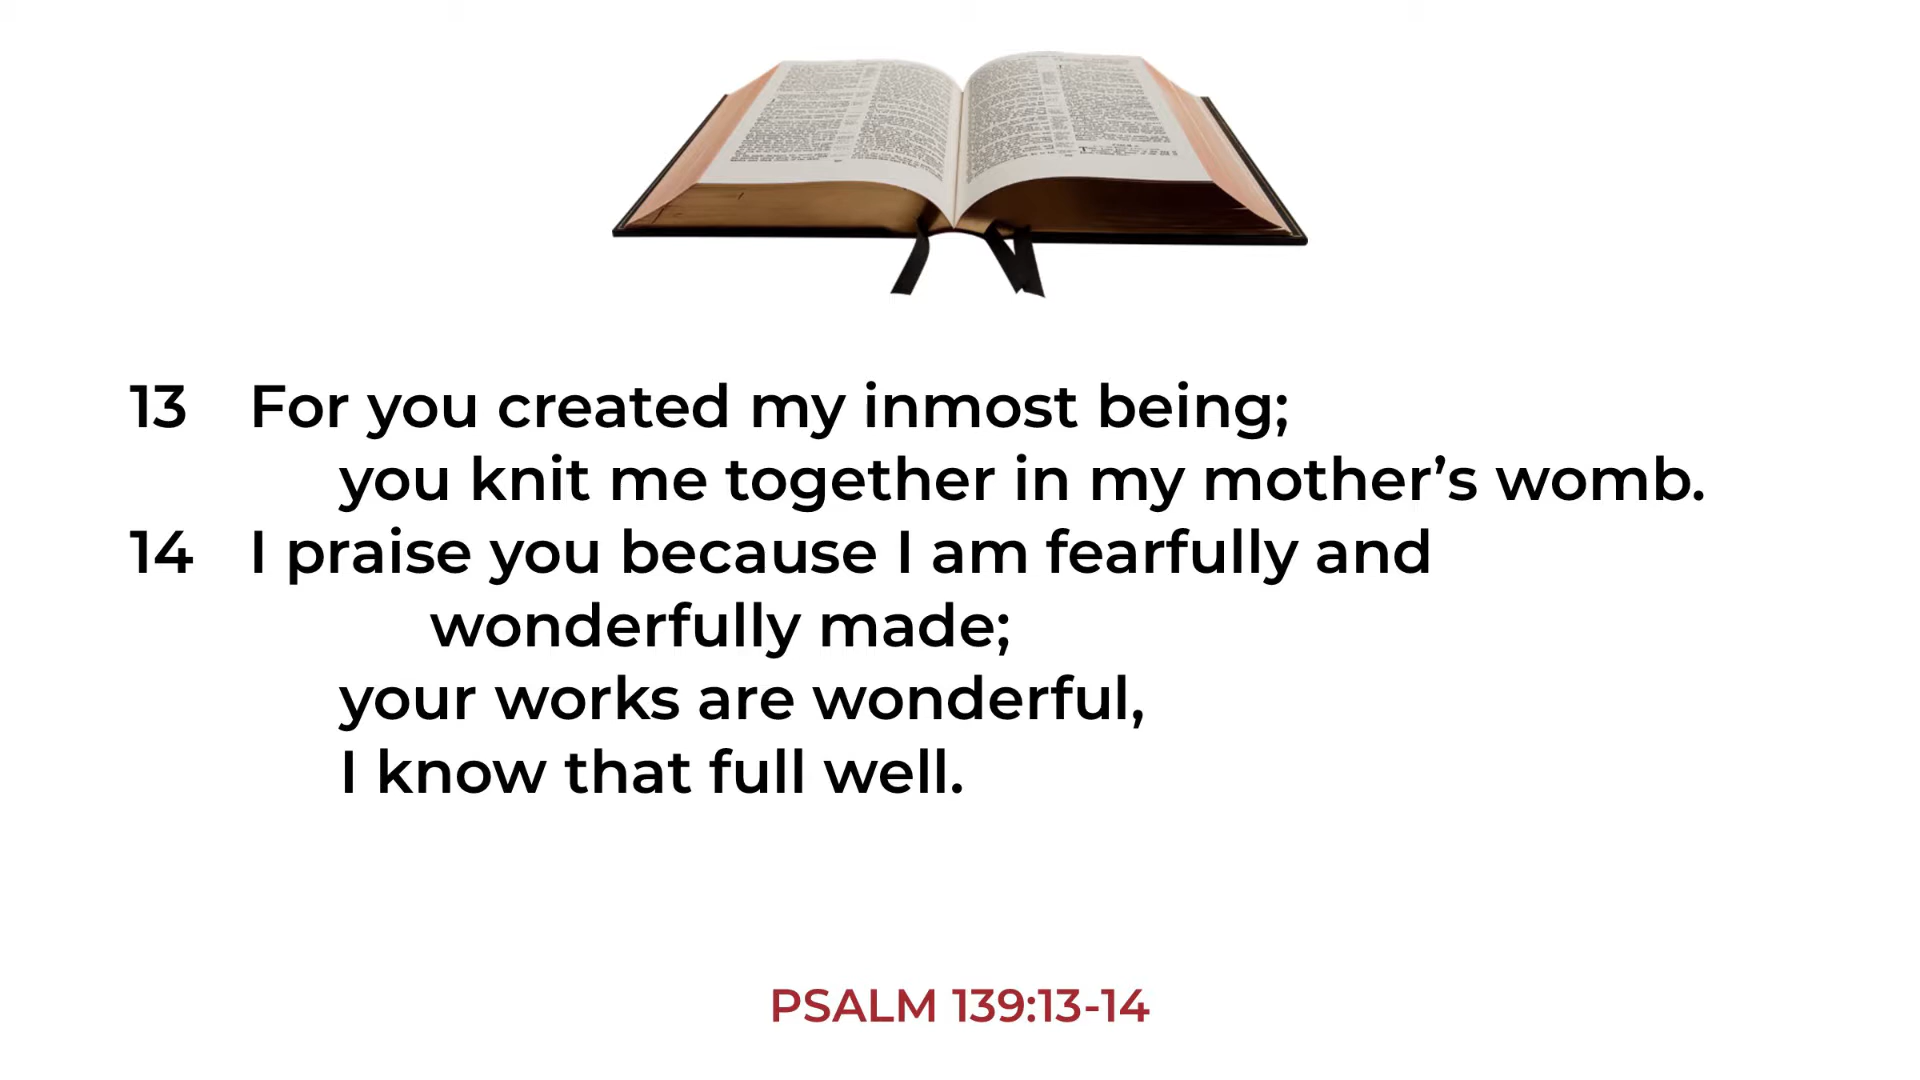 13 For you created my inmost being;
you knit me together in my mother’s womb.
14 I praise you because I am fearfully and
wonderfully made;
your works are wonderful,
I know that full well.
PSALM 139:13-14